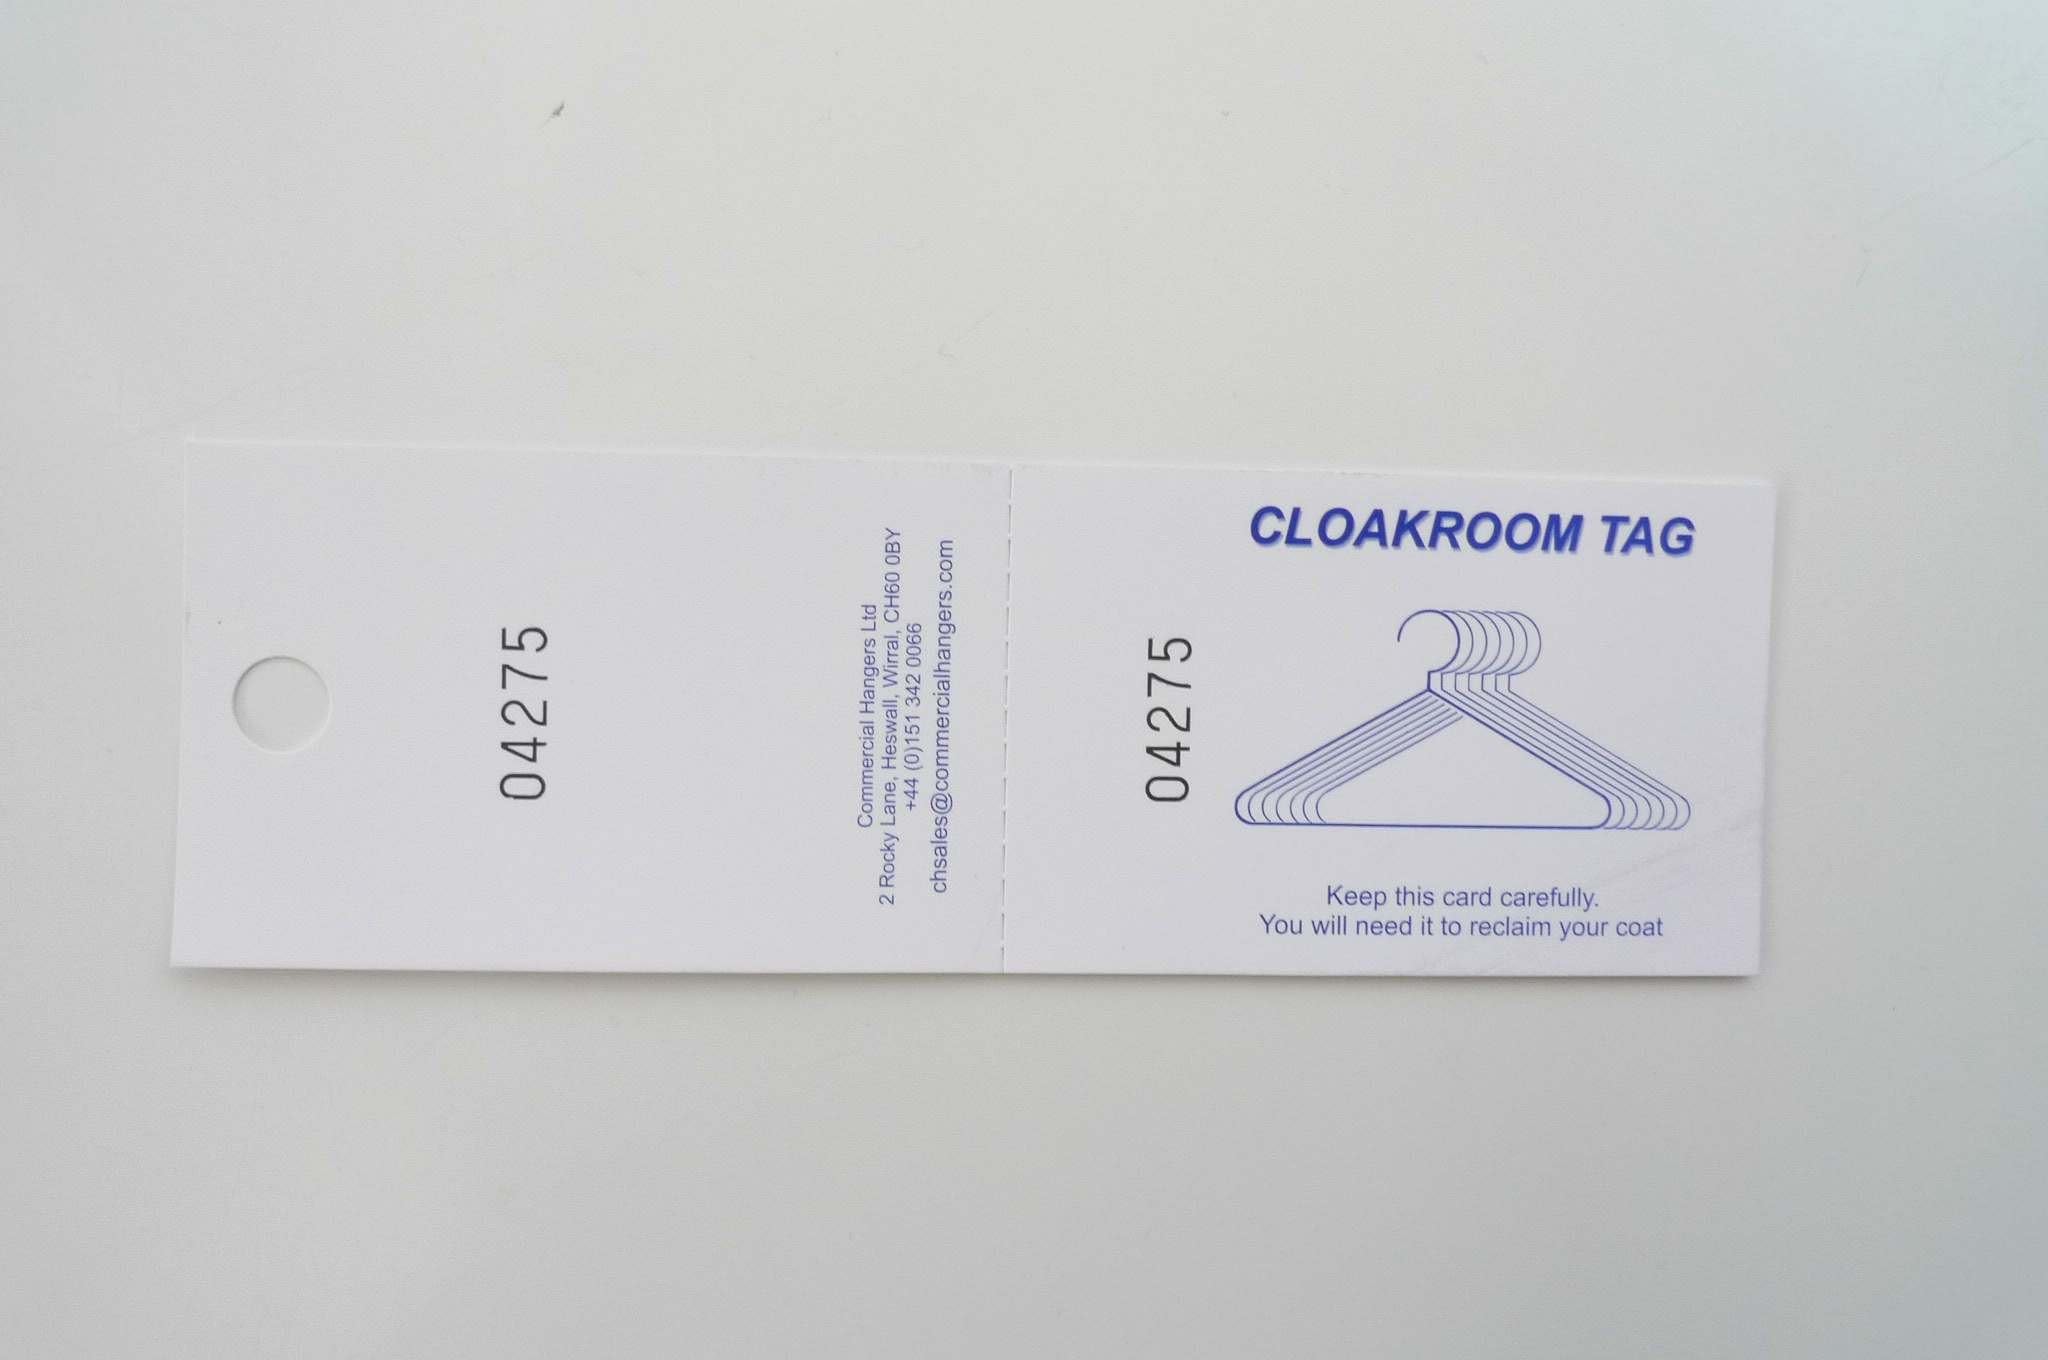 04275
Commercial Hangers Ltd
2 Rocky Lane, Heswall, Wirral, CH60 0BY
+44 (0)151 342 0066
chsales@commercialhangers.com
04275
CLOAKROOM TAG
Keep this card carefully.
You will need it to reclaim your coat